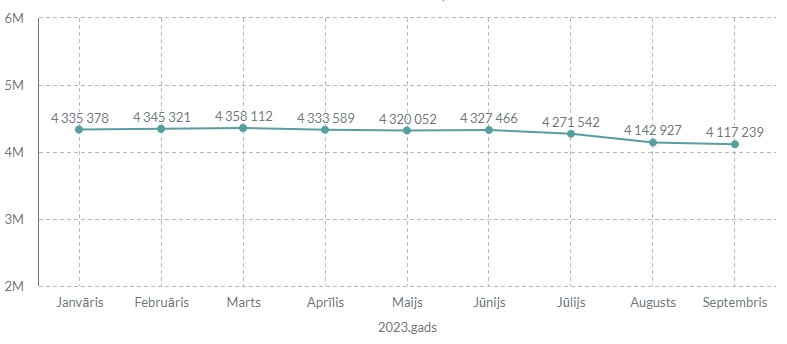 6M
5M
4M
3M
2M
4 335 378
4 345 321
4 358 112
4 333 589
4 320 052
4 327 466
4 271 542
4 142 927
4 117 239
Janvāris Februāris Marts Aprīlis Maijs Jūnijs Jūlijs Augusts Septembris
2023.gads